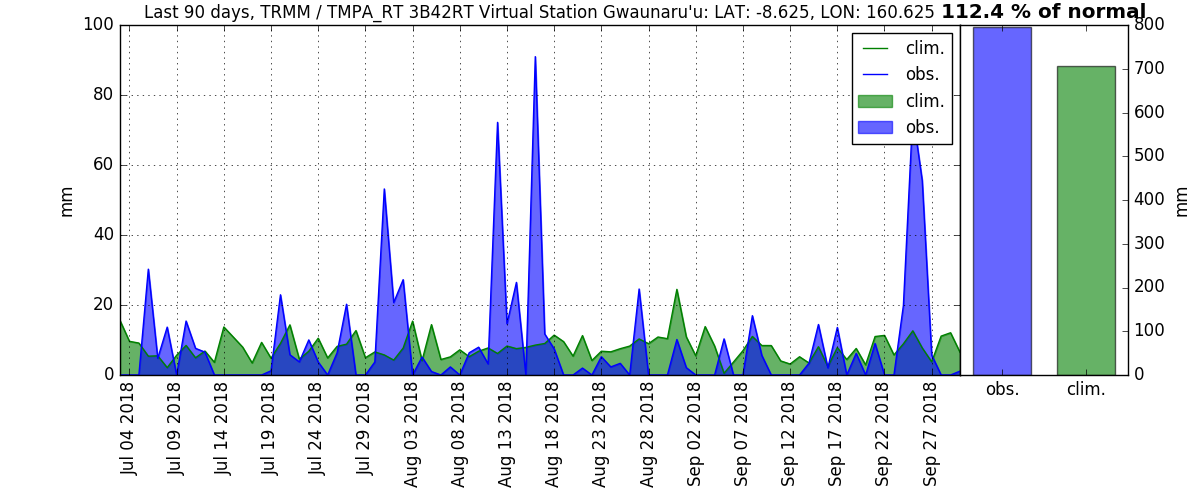 Last 90 days, TRMM / TMPA_RT 3B42RT Virtual Station Gwaunaru'u: LAT: -8.625, LON: 160.625 112.4 % of normal
100
80
60
40
20
0
mm
clim.
obs.
clim.
obs.
800
700
600
500
400
300
200
100
0
mm
obs.
clim.
Jul 04 2018
Jul 09 2018
Jul 14 2018
Jul 19 2018
Jul 24 2018
Jul 29 2018
Aug 03 2018
Aug 08 2018
Aug 13 2018
Aug 18 2018
Aug 23 2018
Aug 28 2018
Sep 02 2018
Sep 07 2018
Sep 12 2018
Sep 17 2018
Sep 22 2018
Sep 27 2018